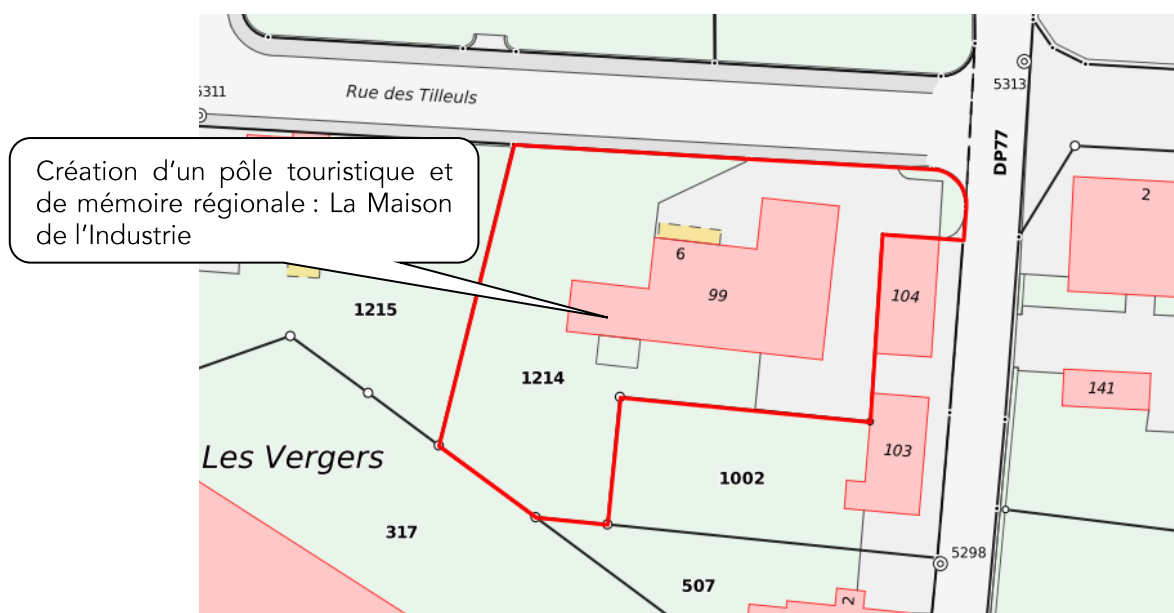 5311
Rue des Tilleuls
5313
DP77
Création d'un pôle touristique et
de mémoire régionale : La Maison
de l'Industrie
2
6
99
104
1215
1214
141
Les Vergers
1002
103
317
5298
507
2